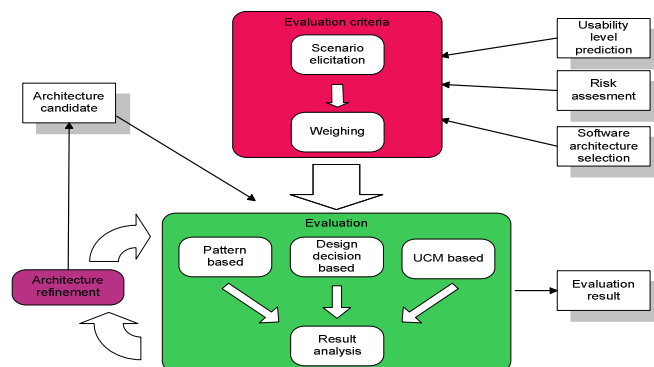 Evaluation criteria
Scenario
elicitation
Weighing
Usability
level
prediction
Risk
assesment
Software
architecture
selection
Architecture
candidate
Evaluation
Pattern
based
Design
decision
based
UCM based
Result
analysis
Architecture
refinement
Evaluation
result